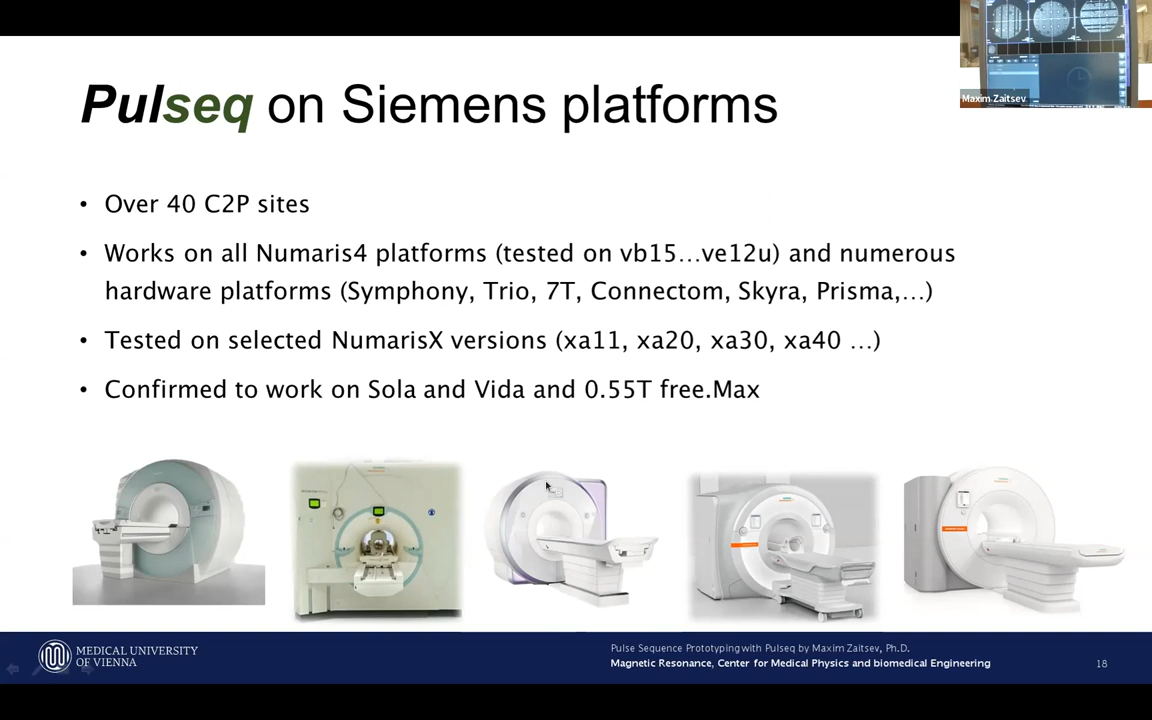 Maxim Zaitsev
Pulseq on Siemens platforms
• Over 40 C2P sites
• Works on all Numaris4 platforms (tested on vb15…ve12u) and numerous
hardware platforms (Symphony, Trio, 7T, Connectom, Skyra, Prisma,…)
• Tested on selected NumarisX versions (xa11, xa20, xa30, xa40 …)
• Confirmed to work on Sola and Vida and 0.55T free.Max
MEDICAL UNIVERSITY
OF VIENNA
Pulse Sequence Prototyping with Pulseq by Maxim Zaitsev, Ph.D.
Magnetic Resonance, Center for Medical Physics and biomedical Engineering
18